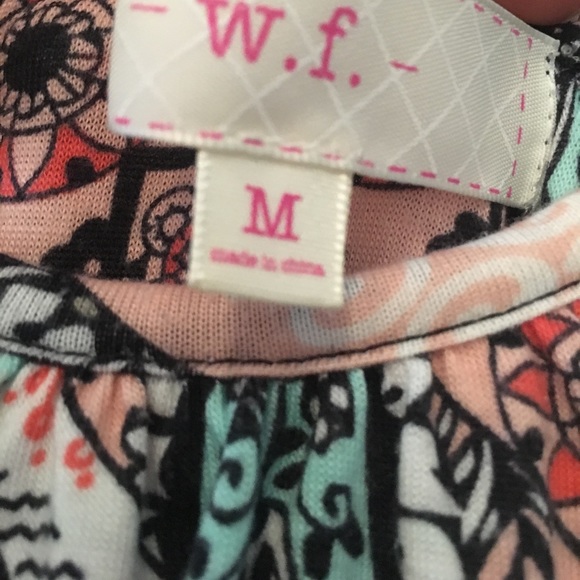 - w.f. -
M
made in china